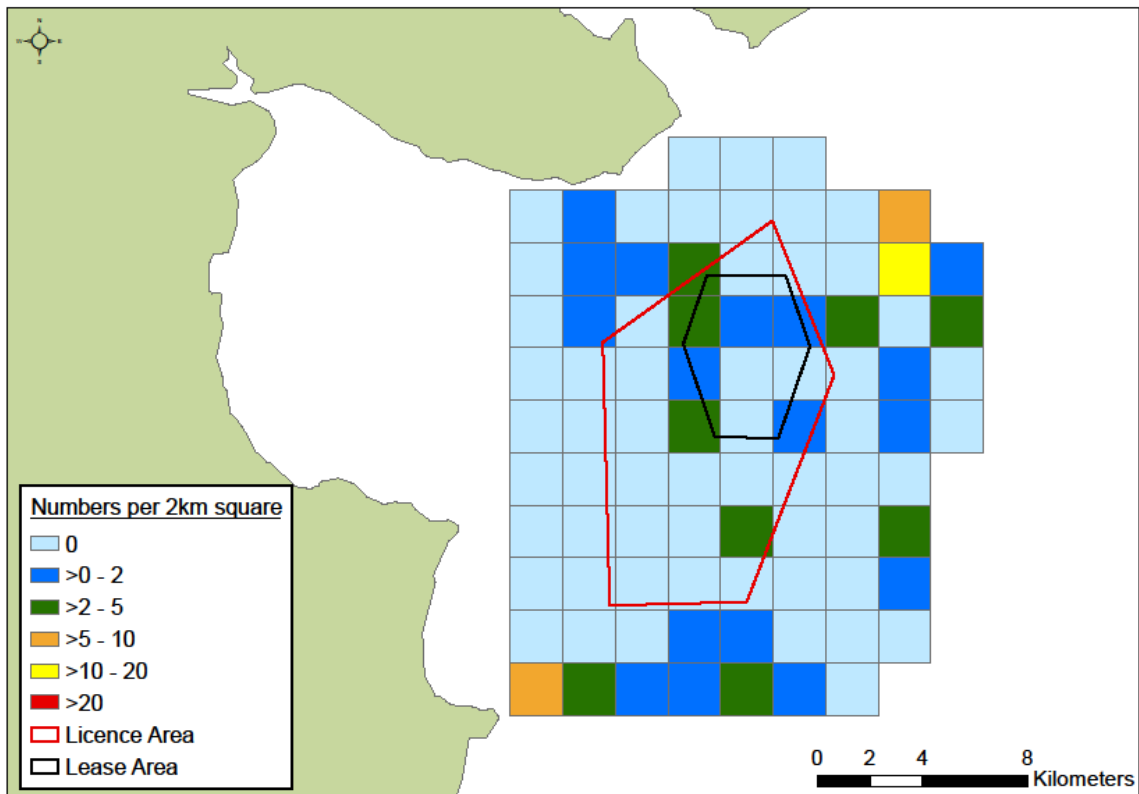 N
Numbers per 2km square
0
>0 - 2
>2 - 5
>5 - 10
>10 - 20
>20
Licence Area
Lease Area
0 2 4 8
Kilometers